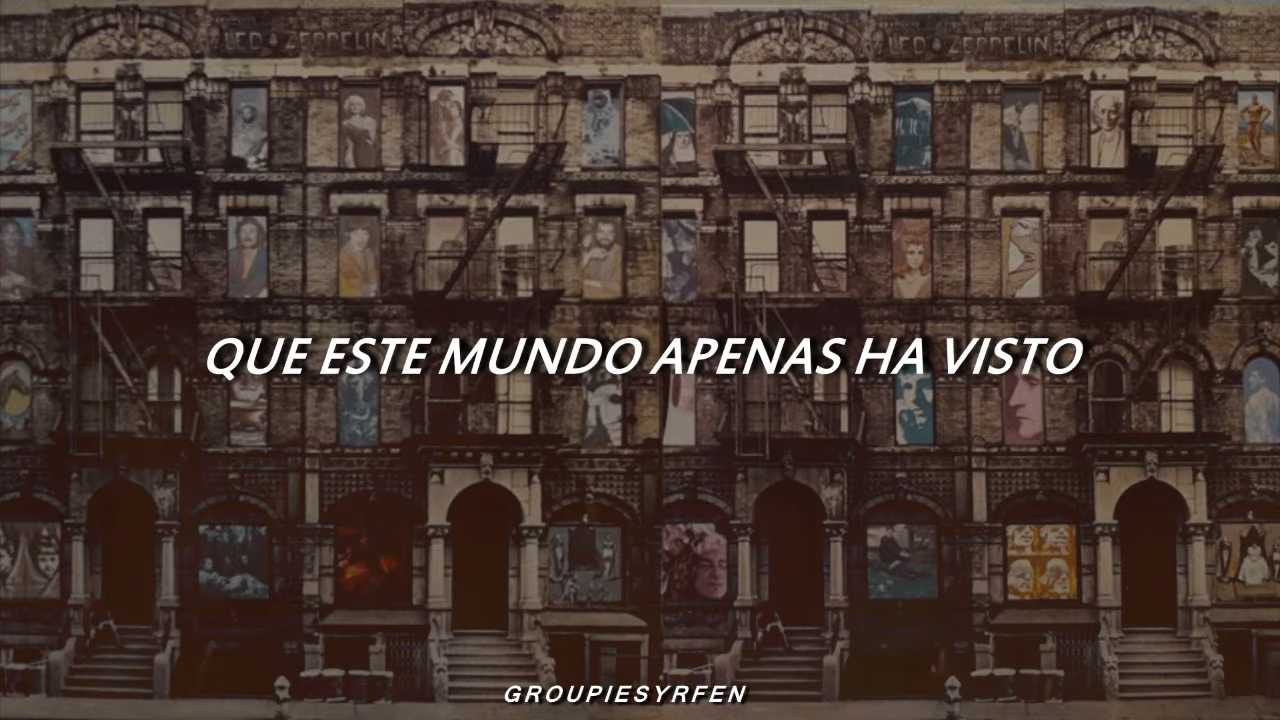 LED ZEPPELIN LED ZEPPELIN
QUE ESTE MUNDO APENAS HA VISTO
GROUPIESYRFEN